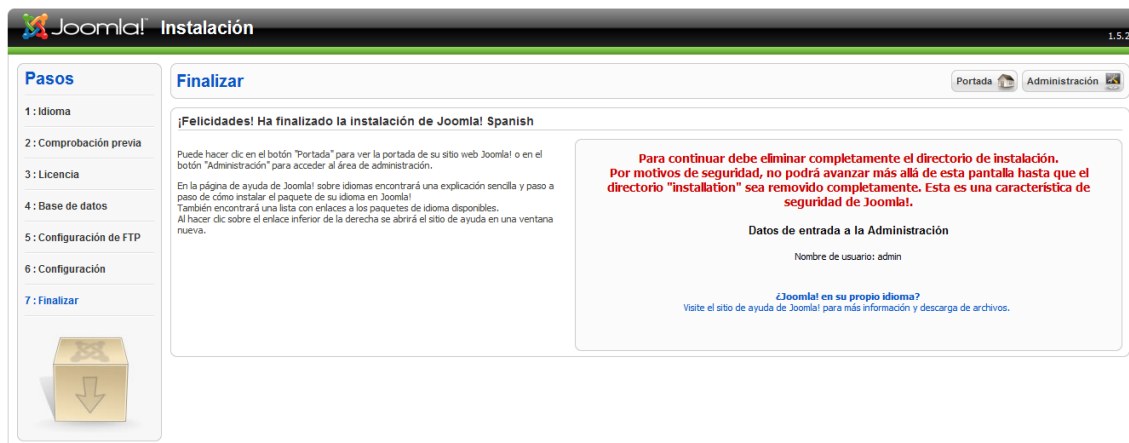 Joomla! Instalación
1.5.2
Pasos
1 : Idioma
2 : Comprobación previa
3 : Licencia
4 : Base de datos
5 : Configuración de FTP
6 : Configuración
7 : Finalizar
Finalizar
Portada
Administración
¡Felicidades! Ha finalizado la instalación de Joomla! Spanish
Puede hacer clic en el botón "Portada" para ver la portada de su sitio web Joomla! o en el
botón "Administración" para acceder al área de administración.
En la página de ayuda de Joomla! sobre idiomas encontrará una explicación sencilla y paso a
paso de cómo instalar el paquete de su idioma en Joomla!
También encontrará una lista con enlaces a los paquetes de idioma disponibles.
Al hacer clic sobre el enlace inferior de la derecha se abrirá el sitio de ayuda en una ventana
nueva.
Para continuar debe eliminar completamente el directorio de instalación.
Por motivos de seguridad, no podrá avanzar más allá de esta pantalla hasta que el
directorio "installation" sea removido completamente. Esta es una característica de
seguridad de Joomla!.
Datos de entrada a la Administración
Nombre de usuario: admin
¿Joomla! en su propio idioma?
Visite el sitio de ayuda de Joomla! para más información y descarga de archivos.